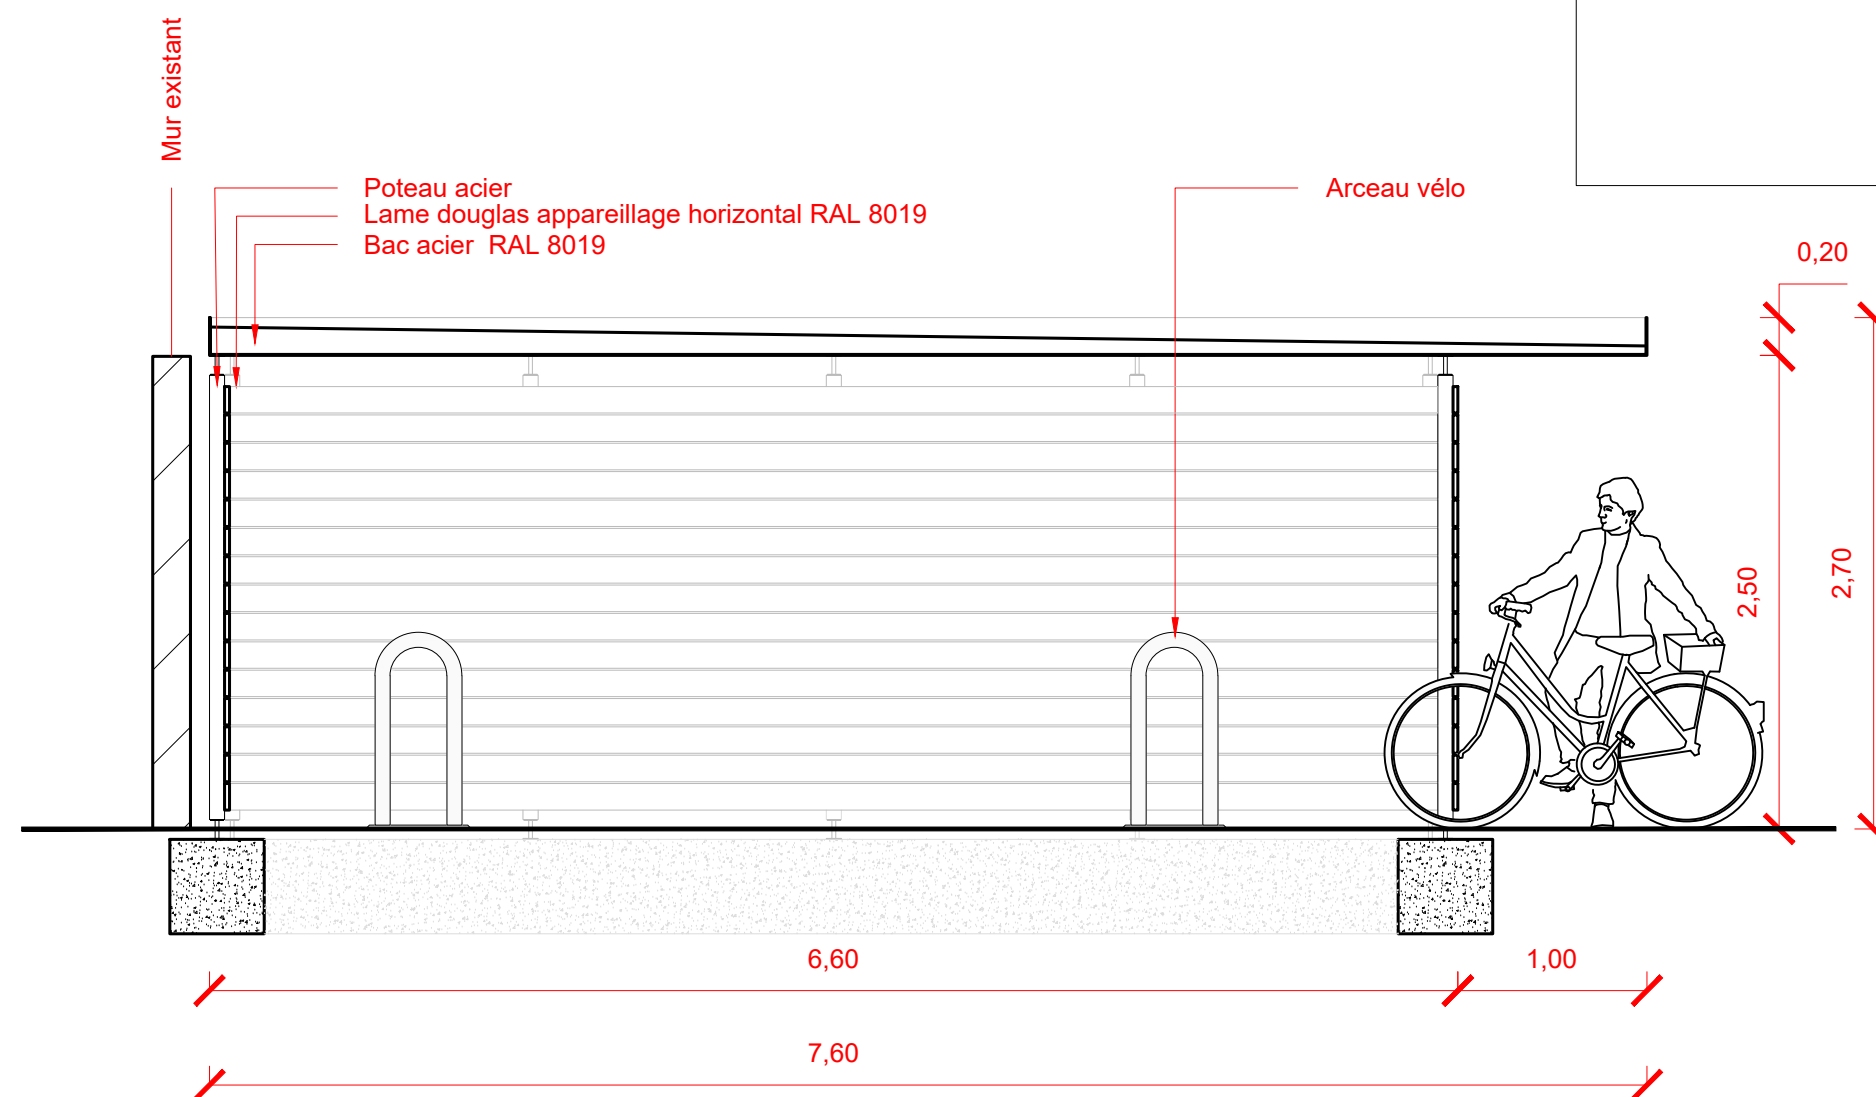 Mur existant
Poteau acier
Lame douglas appareillage horizontal RAL 8019
Bac acier  RAL 8019
Arceau vélo
0,20
2,50
2,70
6,60
1,00
7,60